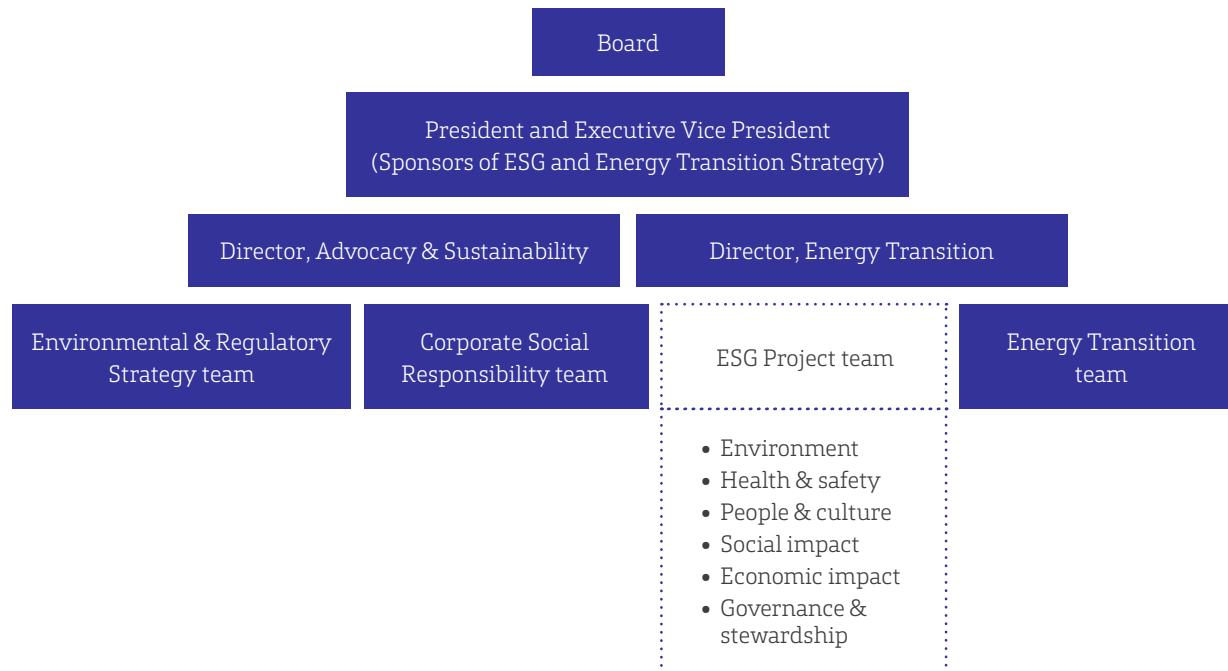 Board
President and Executive Vice President
(Sponsors of ESG and Energy Transition Strategy)
Director, Advocacy & Sustainability
Director, Energy Transition
Environmental & Regulatory
Strategy team
Corporate Social
Responsibility team
ESG Project team
Energy Transition
team
• Environment
• Health & safety
• People & culture
• Social impact
• Economic impact
• Governance &
stewardship